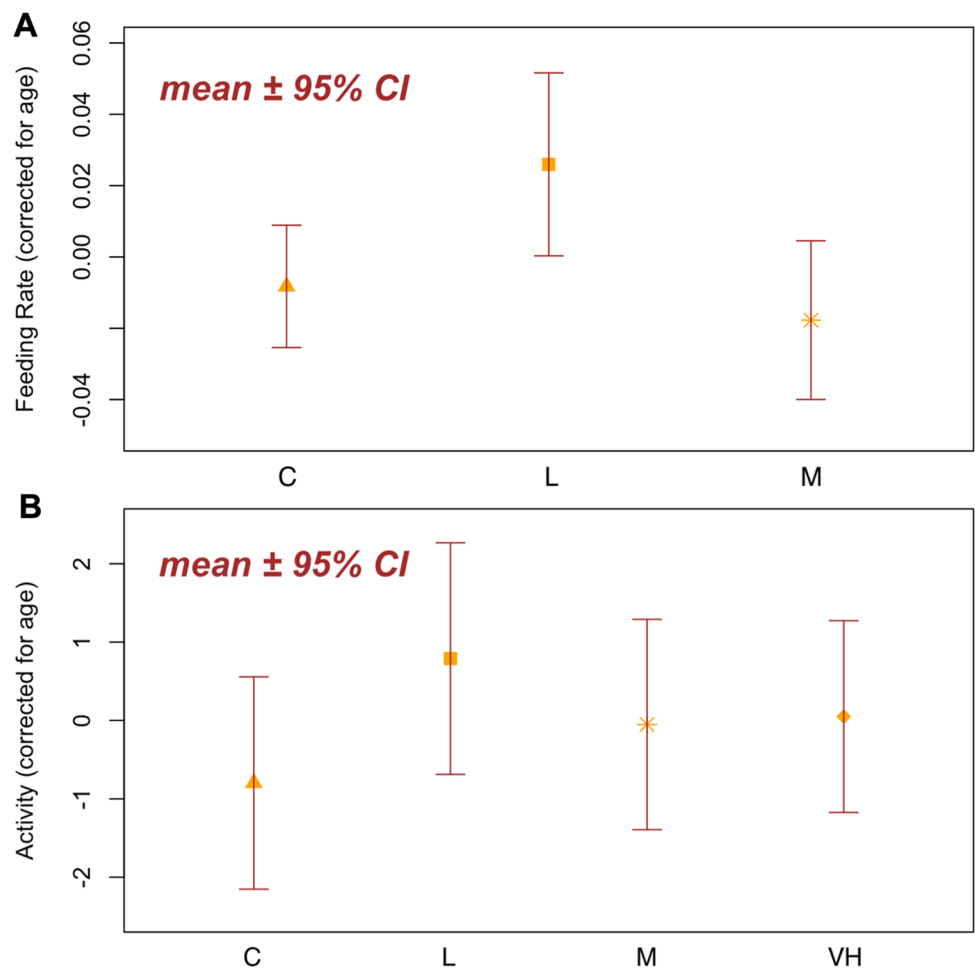 A
Feeding Rate (corrected for age)
0.06
0.04
0.02
0.00
-0.04
mean ± 95% CI
C L M
B
Activity (corrected for age)
2
1
0
-1
-2
mean ± 95% CI
C L M VH